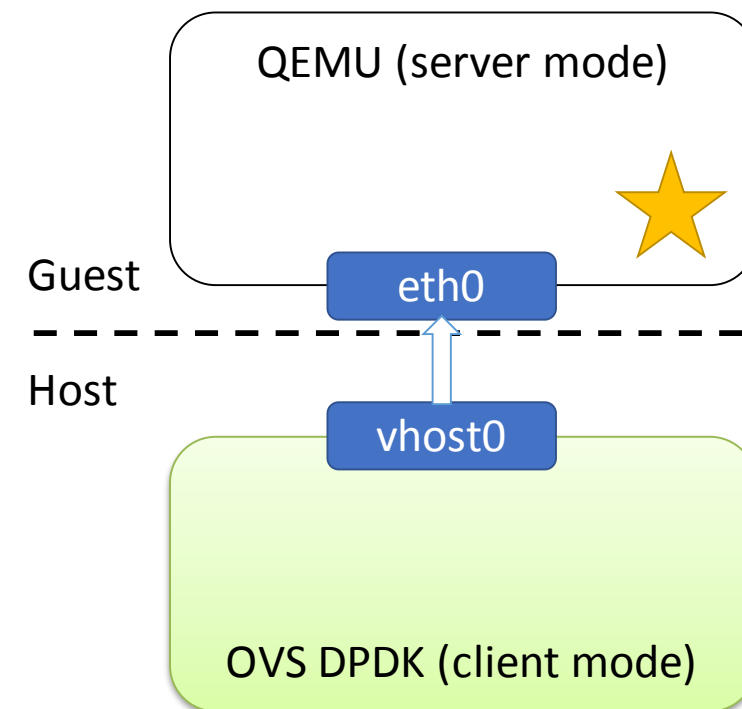 QEMU (server mode)
Guest
eth0
Host
vhost0
OVS DPDK (client mode)